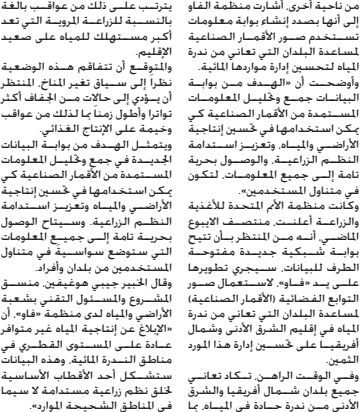 من ناحية أخرى، أشارت منظمة الفاو
إلى أنها بصدد إنشاء بوابة معلومات
تستخدم صور الأقمار الصناعية
لمساعدة البلدان التي تعاني من ندرة
المياه لتحسين إدارة مواردها المائية.
وأوضحت أن «الهدف من بوابة
البيانات جمع وتحليل المعلومات
المستمدة من الأقمار الصناعية كي
يمكن استخدامها في تحسين إنتاجية
الأراضي والمياه، وتعزيز استدامة
النظم الزراعية، والوصول بحرية
تامة إلى جميع المعلومات، لتكون
في متناول المستخدمين».
وكانت منظمة الأمم المتحدة للأغذية
والزراعة أعلنت، منتصف الايبوع
الماضي، أنه من المنتظر بأن تتيح
بوابة شبكية جديدة مفتوحة
الطرف للبيانات، سيجري تطويرها
على يد «فاو»، لاستعمال صور
التوابع الفضائية (الأقمار الصناعية)
لمساعدة البلدان التي تعاني من ندرة
المياه في إقليم الشرق الأدنى وشمال
أفريقيا على تحسين إدارة هذا المورد
الثمين.
وفي الوقت الراهن، تكاد تعاني
جميع بلدان شمال أفريقيا والشرق
الأدنى من ندرة حادة في المياه، بما
يترتب على ذلك من عواقب بالغة
بالنسبة للزراعة المروية التي تعد
أكبر مستهلك للمياه على صعيد
الإقليم.
والمتوقع أن تتفاقم هذه الوضعية
نظرا إلى سياق تغير المناخ، المنتظر
أن يؤدي إلى حالات من الجفاف أكثر
تواترا وأطول زمناً بما لذلك من عواقب
وخيمة على الإنتاج الغذائي.
ويتمثل الهدف من بوابة البيانات
الجديدة في جمع وتحليل المعلومات
المستمدة من الأقمار الصناعية كي
يمكن استخدامها في تحسين إنتاجية
الأراضي والمياه وتعزيز استدامة
النظم الزراعية. وسيتاح الوصول
بحرية تامة إلى جميع المعلومات
التي ستوضع سواسية في متناول
المستخدمين من بلدان وأفراد.
وقال الخبير جيبي هوغيفين، منسق
المشروع والمسئول التقني بشعبة
الأراضي والمياه لدى منظمة «فاو»، أن
«الإبلاغ عن إنتاجية المياه غير متوافر
عادة على المستوى القطري في
مناطق الندرة المائية، وهذه البيانات
ستشكل أحد الأقطاب الأساسية
لخلق نظم زراعية مستدامة لا سيما
في المناطق الشحيحة الموارد».